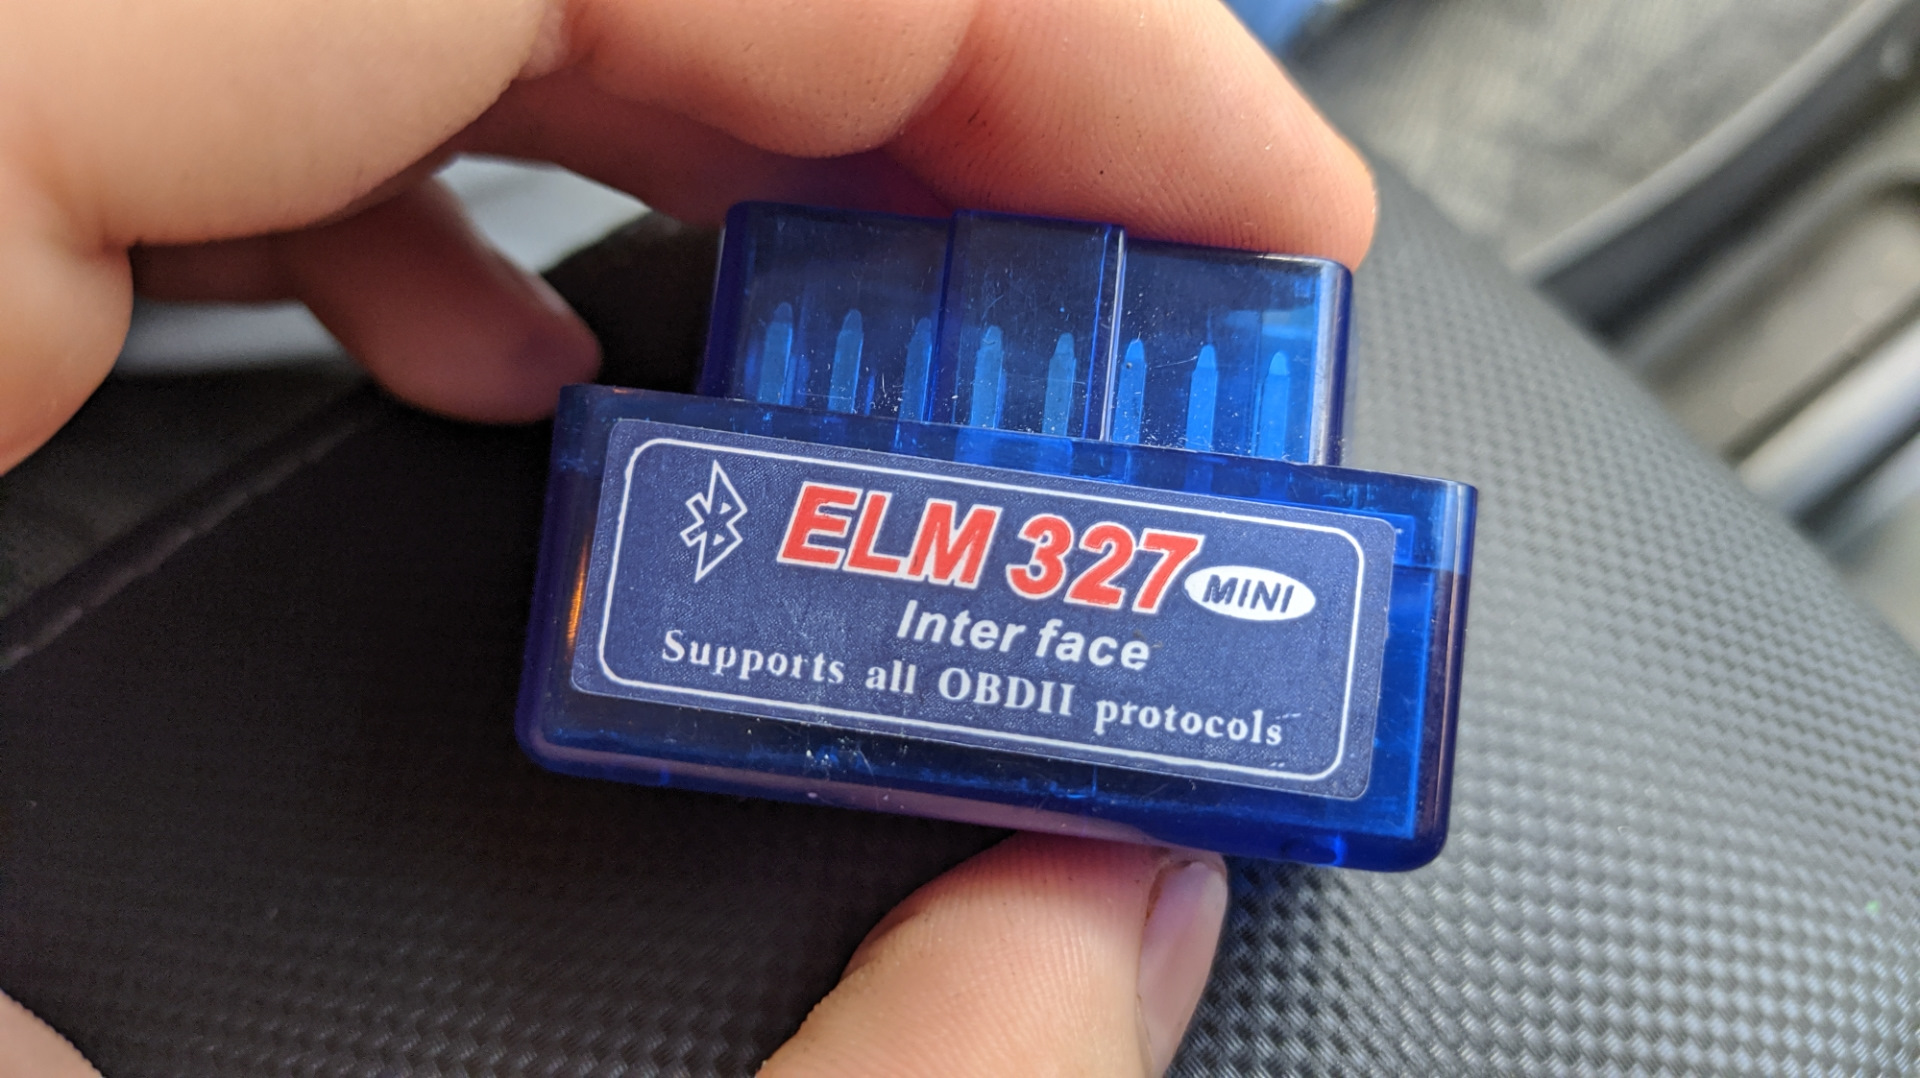 ELM 327 MINI
Inter face
Supports all OBDII protocols